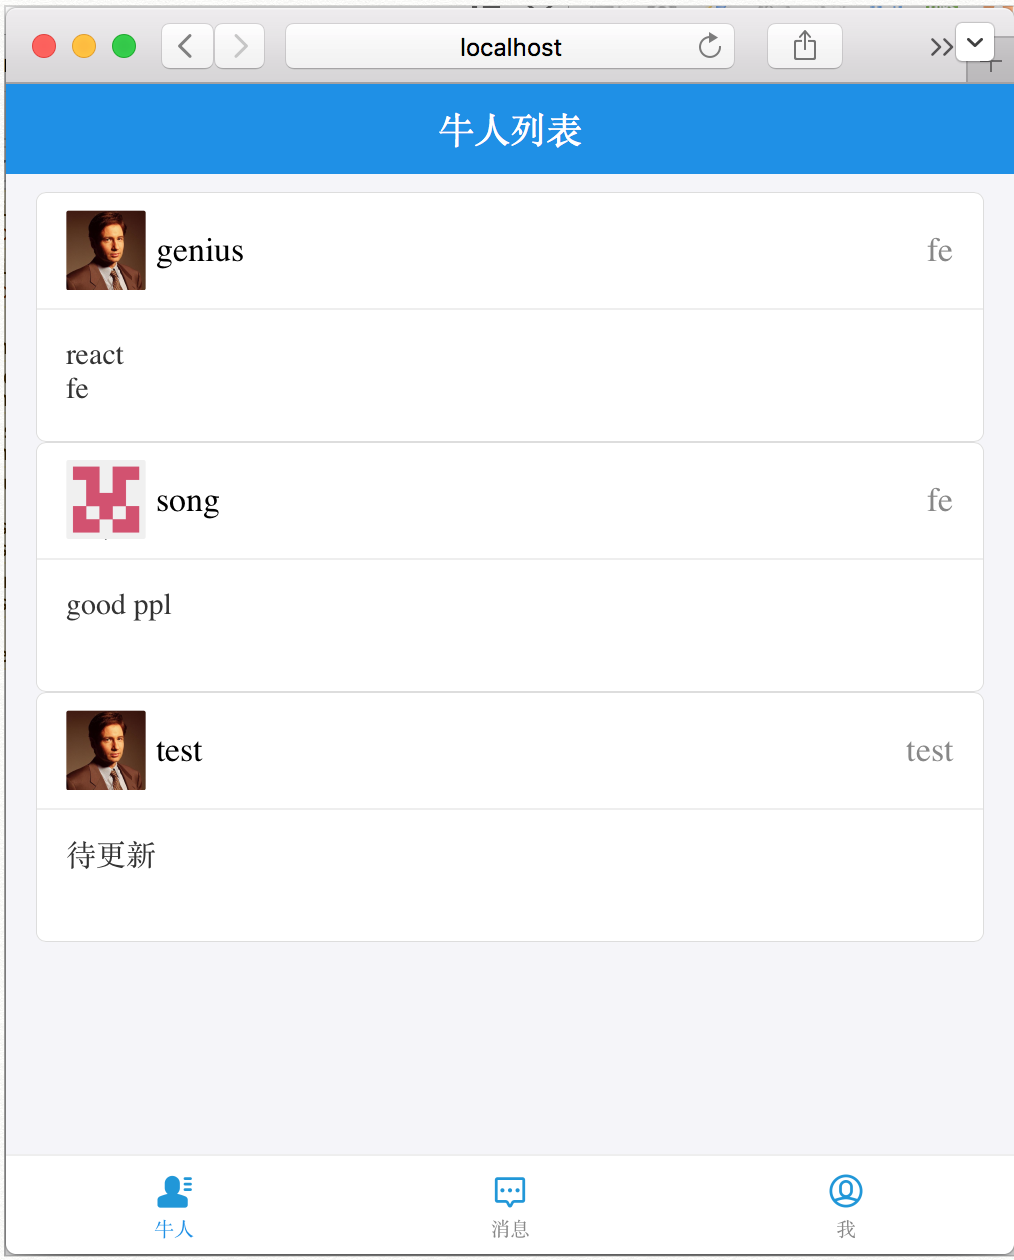 localhost
牛人列表
genius
fe
react
fe
song
fe
good ppl
test
test
待更新
牛人
消息
我